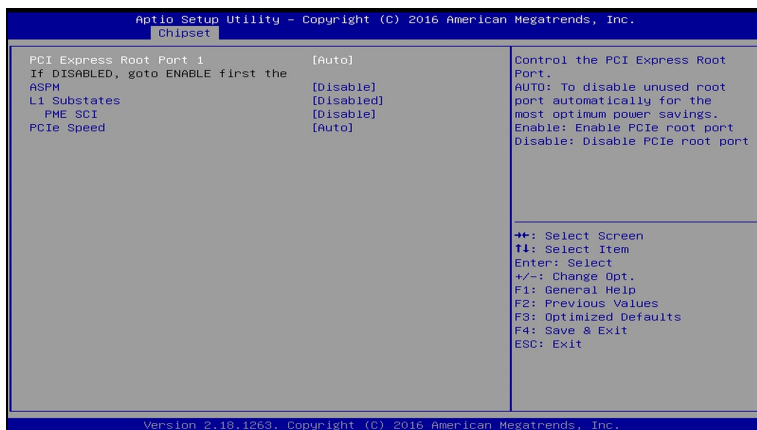 Aptio Setup Utility – Copyright (C) 2016 American Megatrends, Inc.
Chipset
PCI Express Root Port 1 [Auto]
If DISABLED, goto ENABLE first the
ASPM [Disable]
L1 Substates [Disabled]
PME SCI [Disable]
PCIe Speed [Auto]
Control the PCI Express Root
Port.
AUTO: To disable unused root
port automatically for the
most optimum power savings.
Enable: Enable PCIe root port
Disable: Disable PCIe root port
→←: Select Screen
↑↓: Select Item
Enter: Select
+/-: Change Opt.
F1: General Help
F2: Previous Values
F3: Optimized Defaults
F4: Save & Exit
ESC: Exit
Version 2.18.1263. Copyright (C) 2016 American Megatrends, Inc.